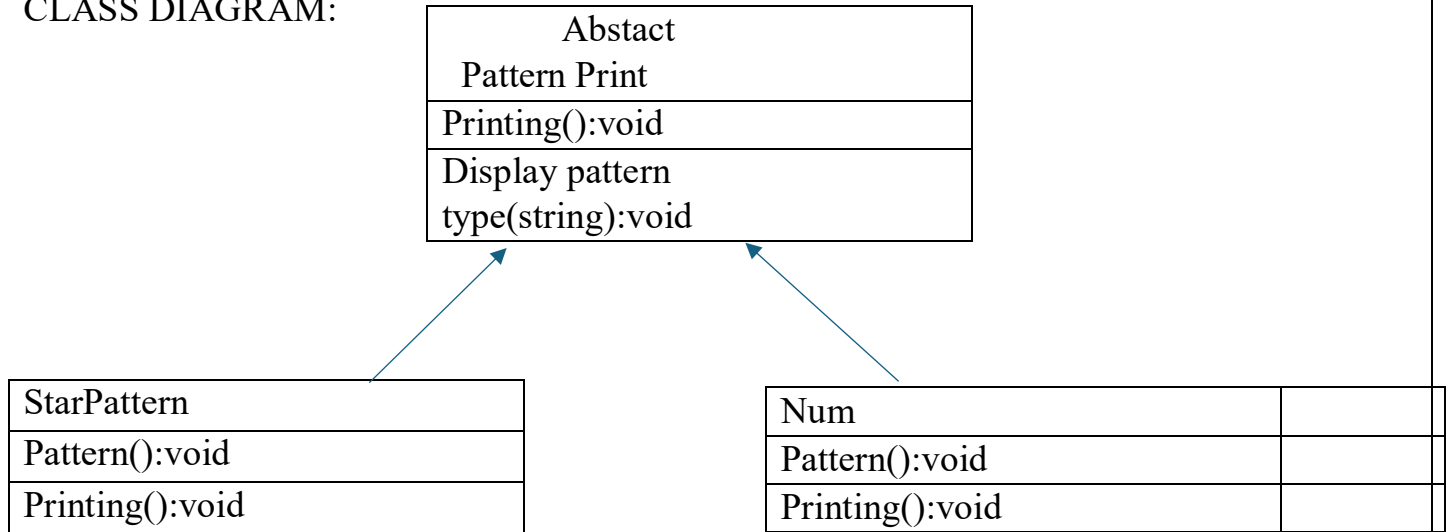 CLASS DIAGRAM:
Abstact
Pattern Print
Printing():void
Display pattern
type(string):void
StarPattern
Pattern():void
Printing():void
Num
Pattern():void
Printing():void